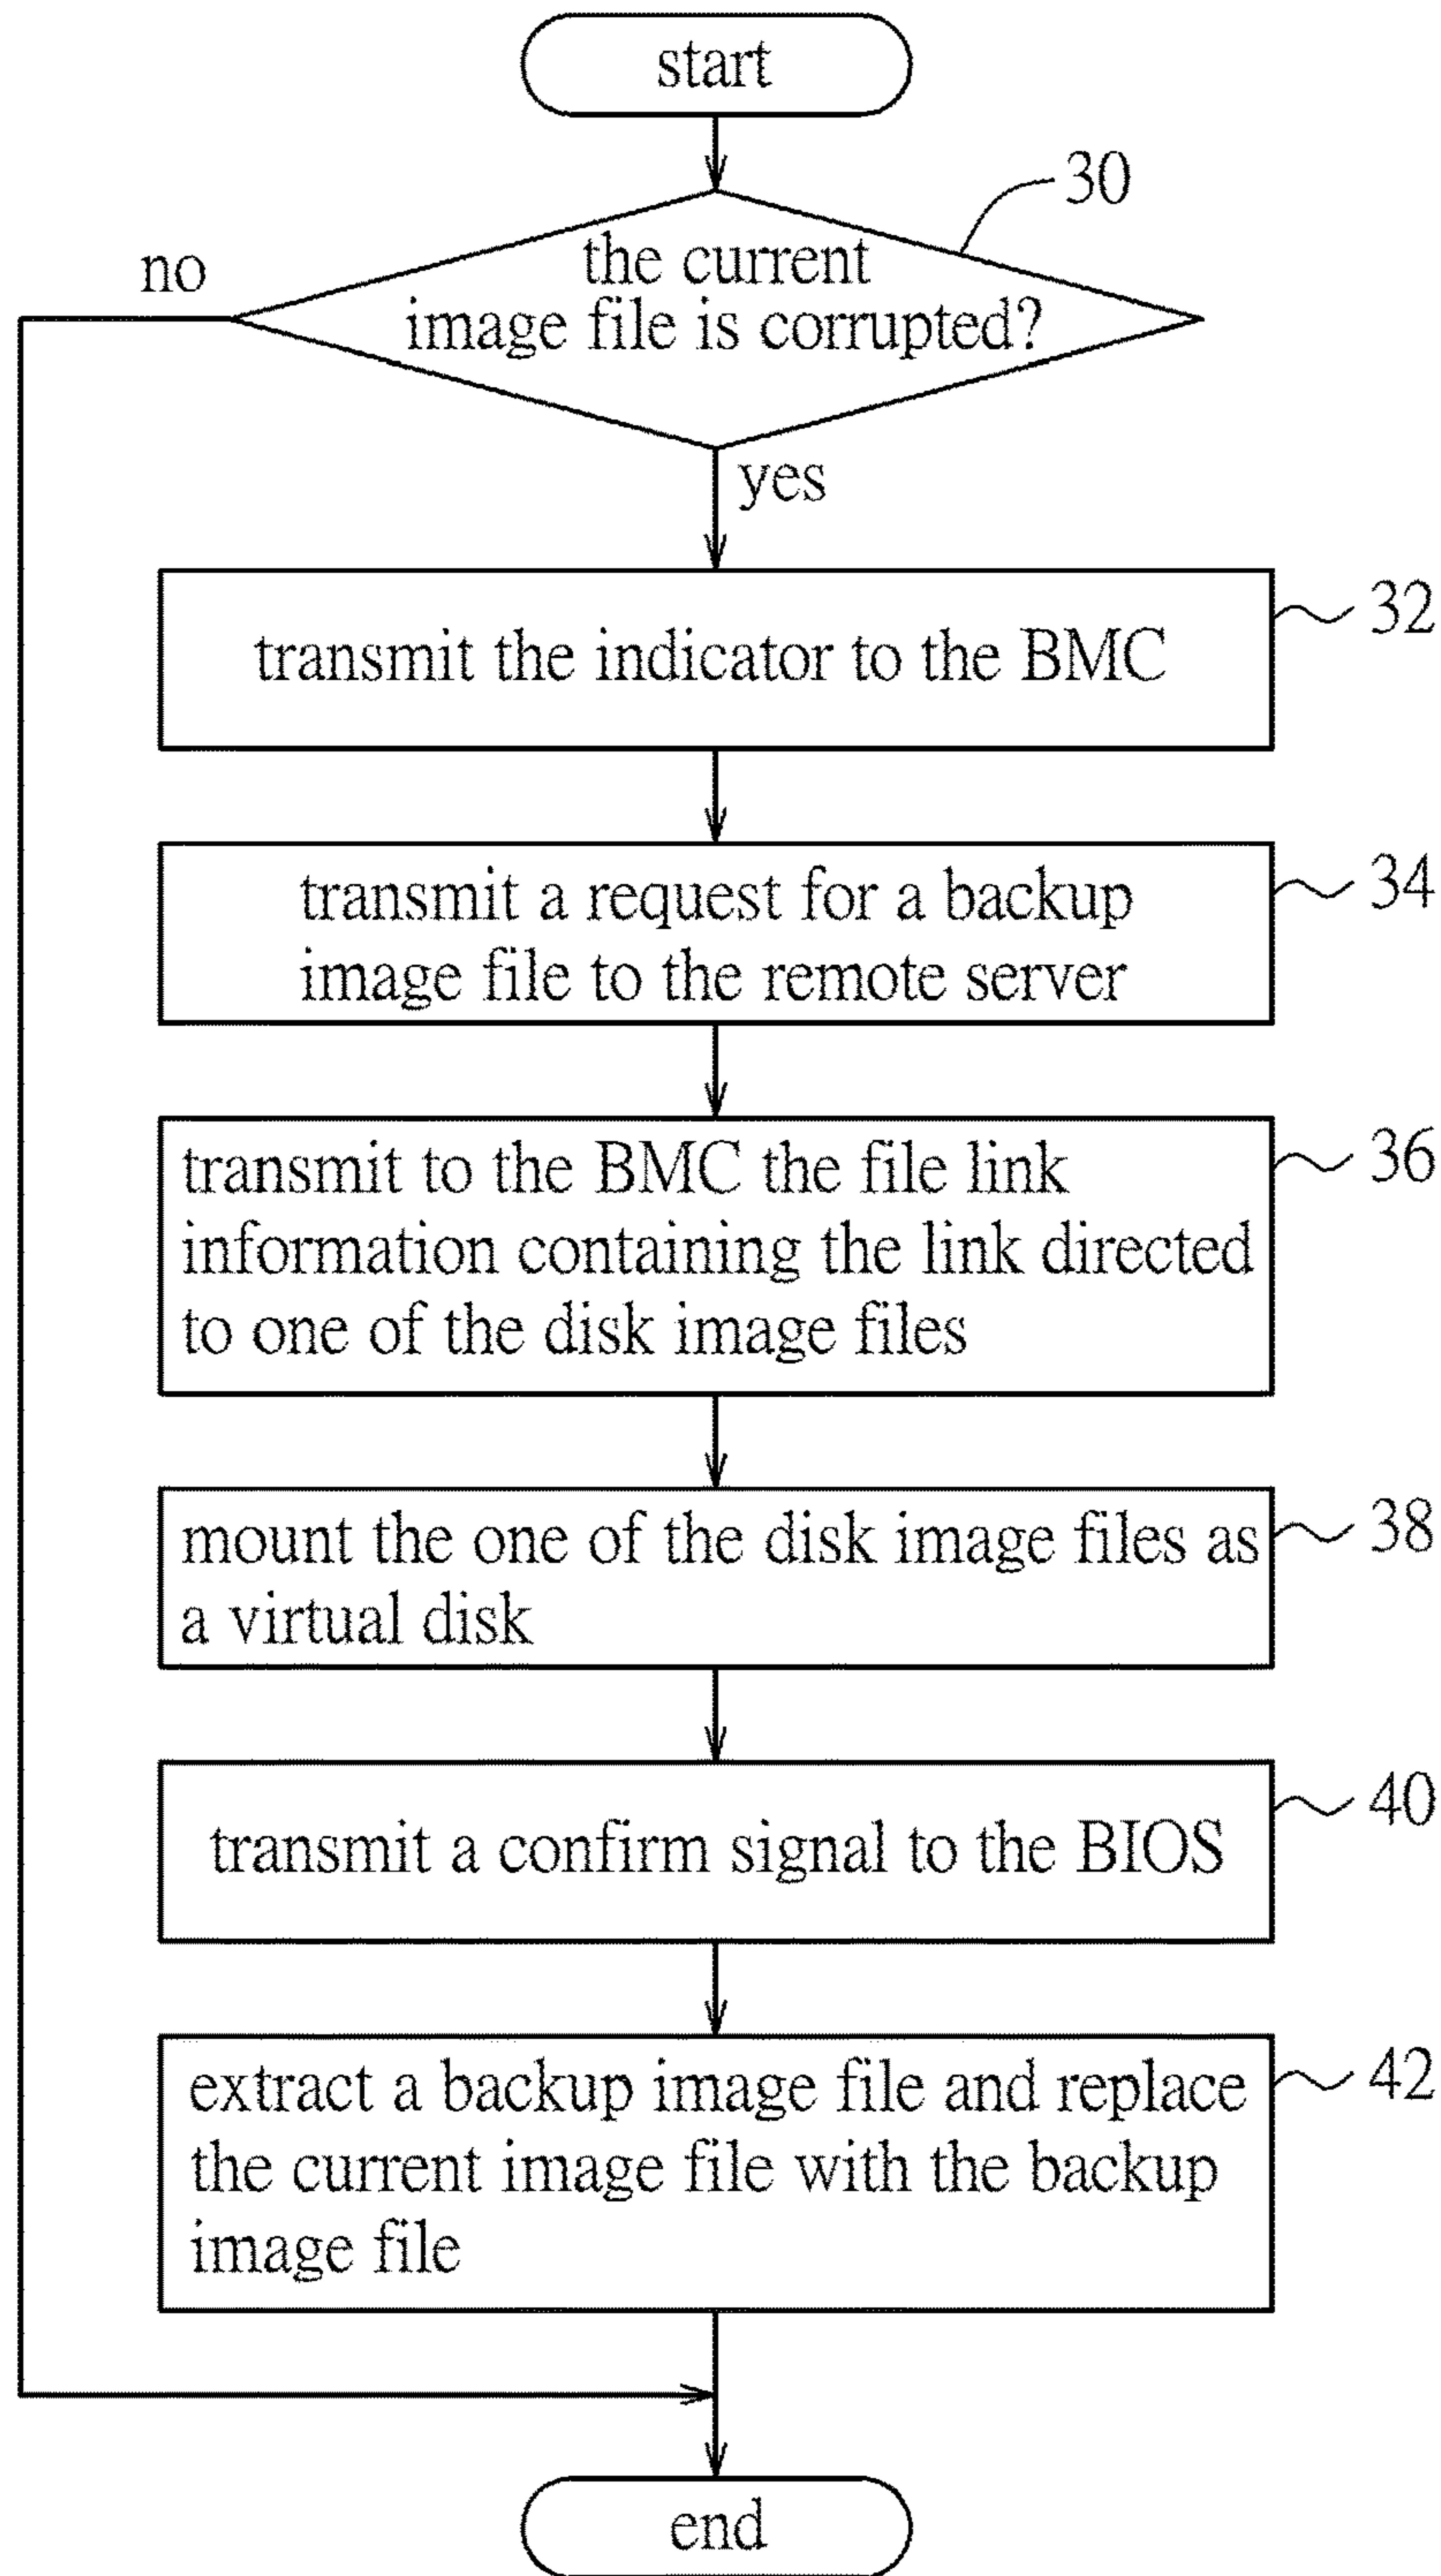 start
30
no
the current
image file is corrupted?
yes
transmit the indicator to the BMC
32
transmit a request for a backup
image file to the remote server
34
transmit to the BMC the file link
information containing the link directed
to one of the disk image files
36
mount the one of the disk image files as
a virtual disk
38
transmit a confirm signal to the BIOS
40
extract a backup image file and replace
the current image file with the backup
image file
42
end